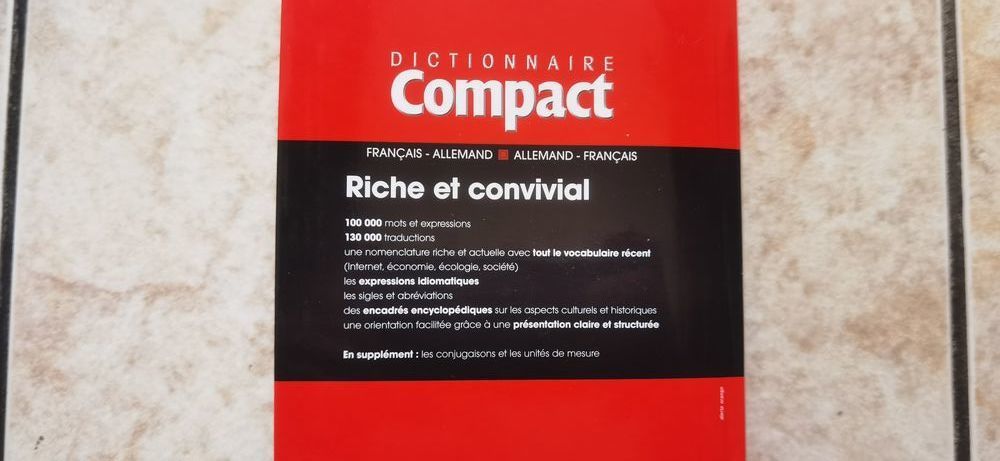 DICTIONNAIRE
Compact
FRANÇAIS - ALLEMAND ■ ALLEMAND - FRANÇAIS
Riche et convivial
100 000 mots et expressions
130 000 traductions
une nomenclature riche et actuelle avec tout le vocabulaire récent
(Internet, économie, écologie, société)
les expressions idiomatiques
les sigles et abréviations
des encadrés encyclopédiques sur les aspects culturels et historiques
une orientation facilitée grâce à une présentation claire et structurée
En supplément : les conjugaisons et les unités de mesure